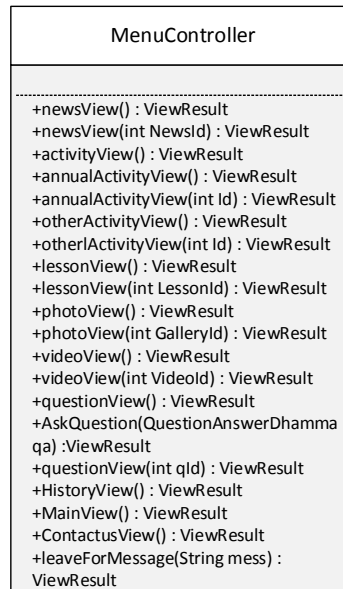 MenuController
+newsView() : ViewResult
+newsView(int NewsId) : ViewResult
+activityView() : ViewResult
+annualActivityView() : ViewResult
+annualActivityView(int Id) : ViewResult
+otherActivityView() : ViewResult
+otherlActivityView(int Id) : ViewResult
+lessonView() : ViewResult
+lessonView(int LessonId) : ViewResult
+photoView() : ViewResult
+photoView(int GalleryId) : ViewResult
+videoView() : ViewResult
+videoView(int VideoId) : ViewResult
+questionView() : ViewResult
+AskQuestion(QuestionAnswerDhamma
qa) :ViewResult
+questionView(int qId) : ViewResult
+HistoryView() : ViewResult
+MainView() : ViewResult
+ContactusView() : ViewResult
+leaveForMessage(String mess) :
ViewResult